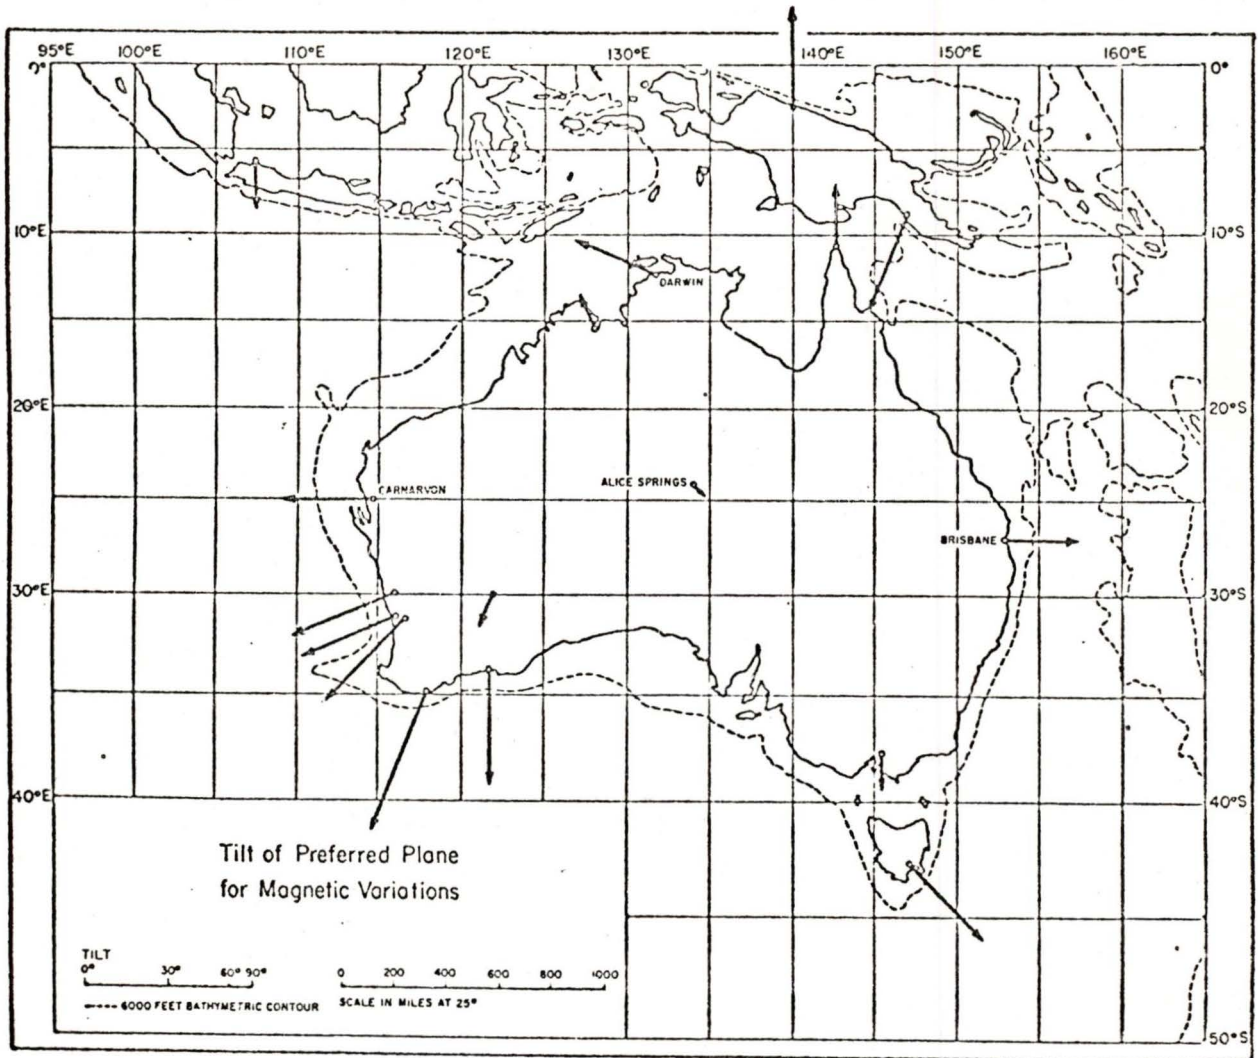 95°E 100°E 110°E 120°E 130°E 140°E 150°E 160°E
0° 0°
10°E 10°S
DARWIN
20°E 20°S
CARNARVON
ALICE SPRINGS
BRISBANE
30°E 30°S
40°E 40°S
Tilt of Preferred Plane
for Magnetic Variations
TILT
0° 30° 60° 90° 0 200 400 600 800 1000
6000 FEET BATHYMETRIC CONTOUR SCALE IN MILES AT 25°
50°S